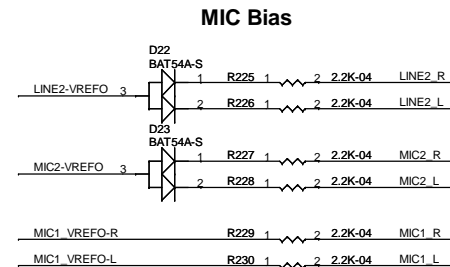 MIC Bias
D22
BAT54A-S
LINE2-VREFO 3 1 R225 1 2 2.2K-04 LINE2_R
2 R226 1 2 2.2K-04 LINE2_L
D23
BAT54A-S
MIC2-VREFO 3 1 R227 1 2 2.2K-04 MIC2_R
2 R228 1 2 2.2K-04 MIC2_L
MIC1_VREFO-R R229 1 2 2.2K-04 MIC1_R
MIC1_VREFO-L R230 1 2 2.2K-04 MIC1_L